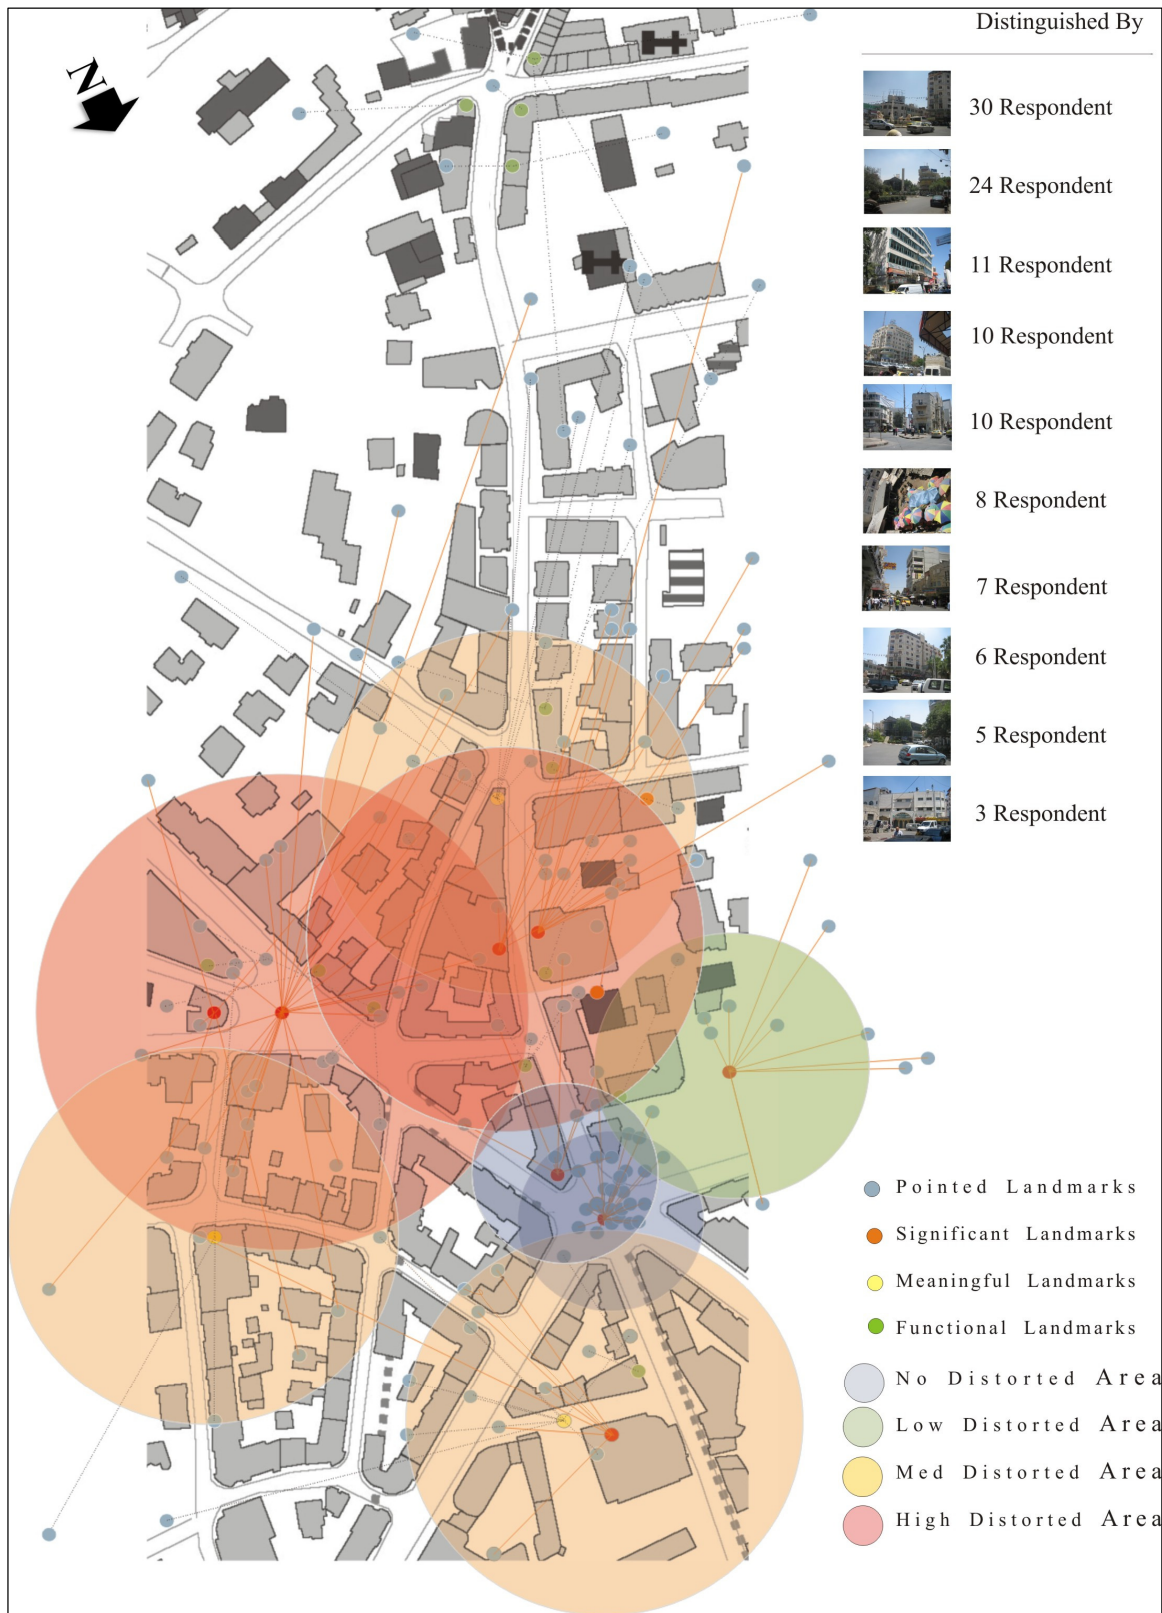 Distinguished By
N
30 Respondent
24 Respondent
11 Respondent
10 Respondent
10 Respondent
8 Respondent
7 Respondent
6 Respondent
5 Respondent
3 Respondent
Pointed Landmarks
Significant Landmarks
Meaningful Landmarks
Functional Landmarks
No Distorted Area
Low Distorted Area
Med Distorted Area
High Distorted Area